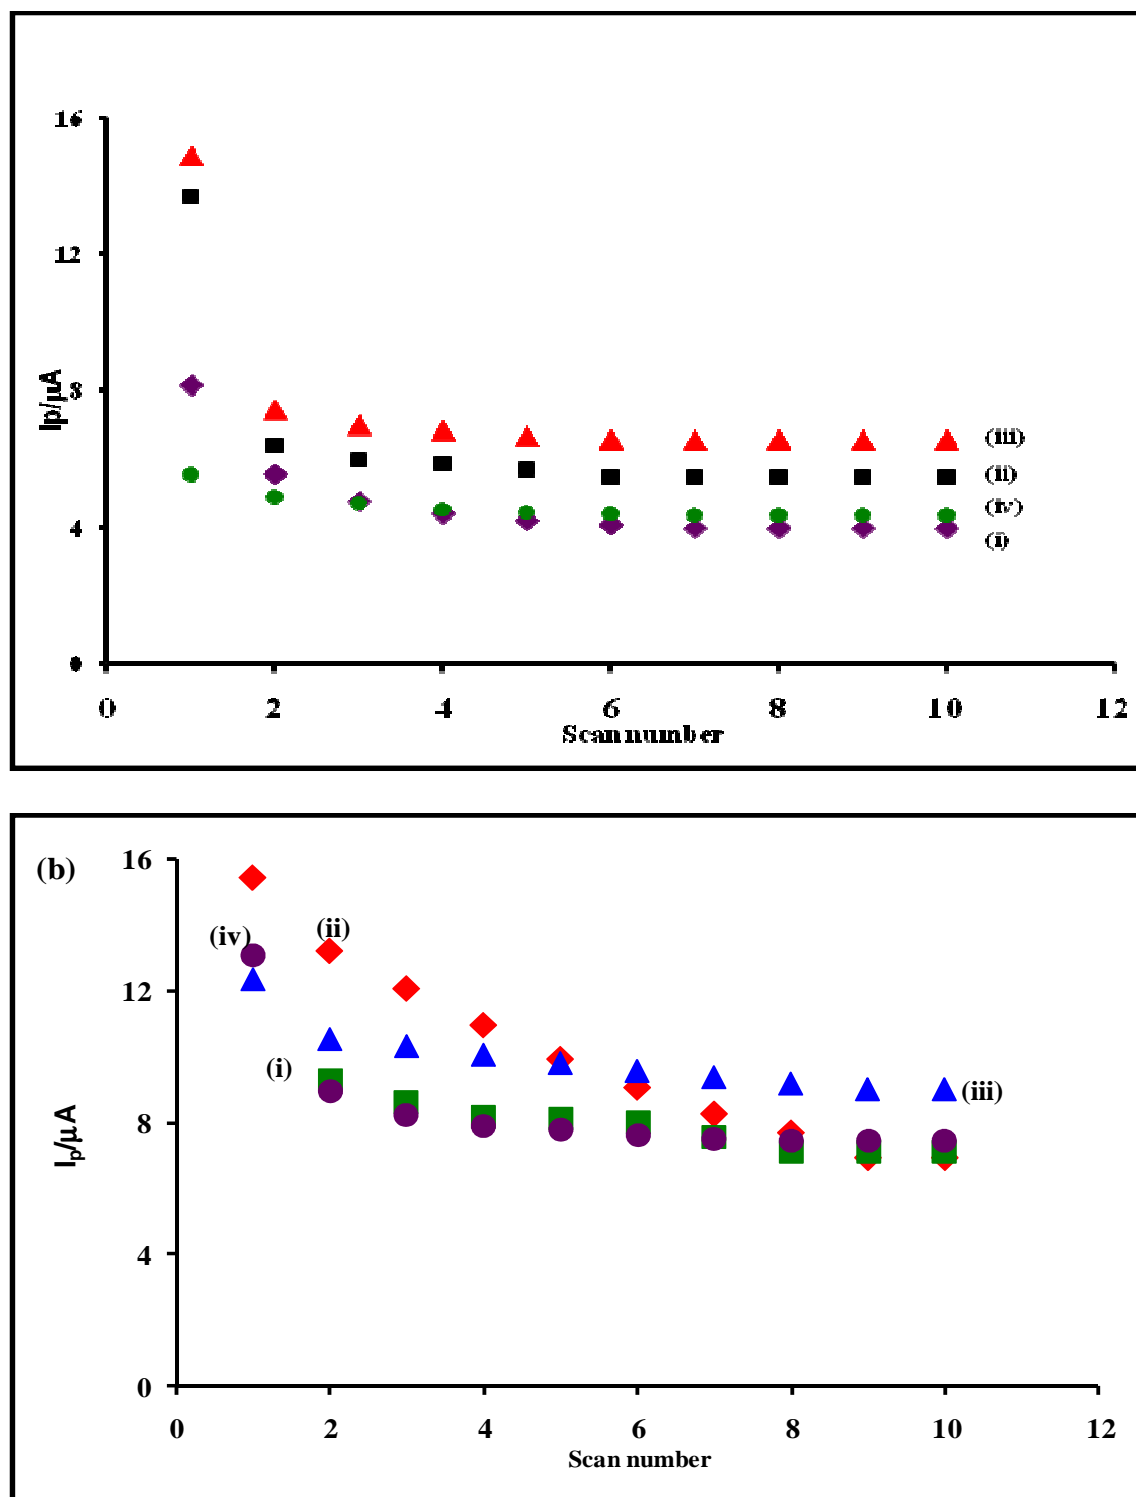 16
12
8
4
0
Ip/μA
(iii)
(ii)
(iv)
(i)
0 2 4 6 8 10 12
Scan number
(b)
16
12
8
4
0
Ip/μA
(iv)
(ii)
(i)
(iii)
0 2 4 6 8 10 12
Scan number